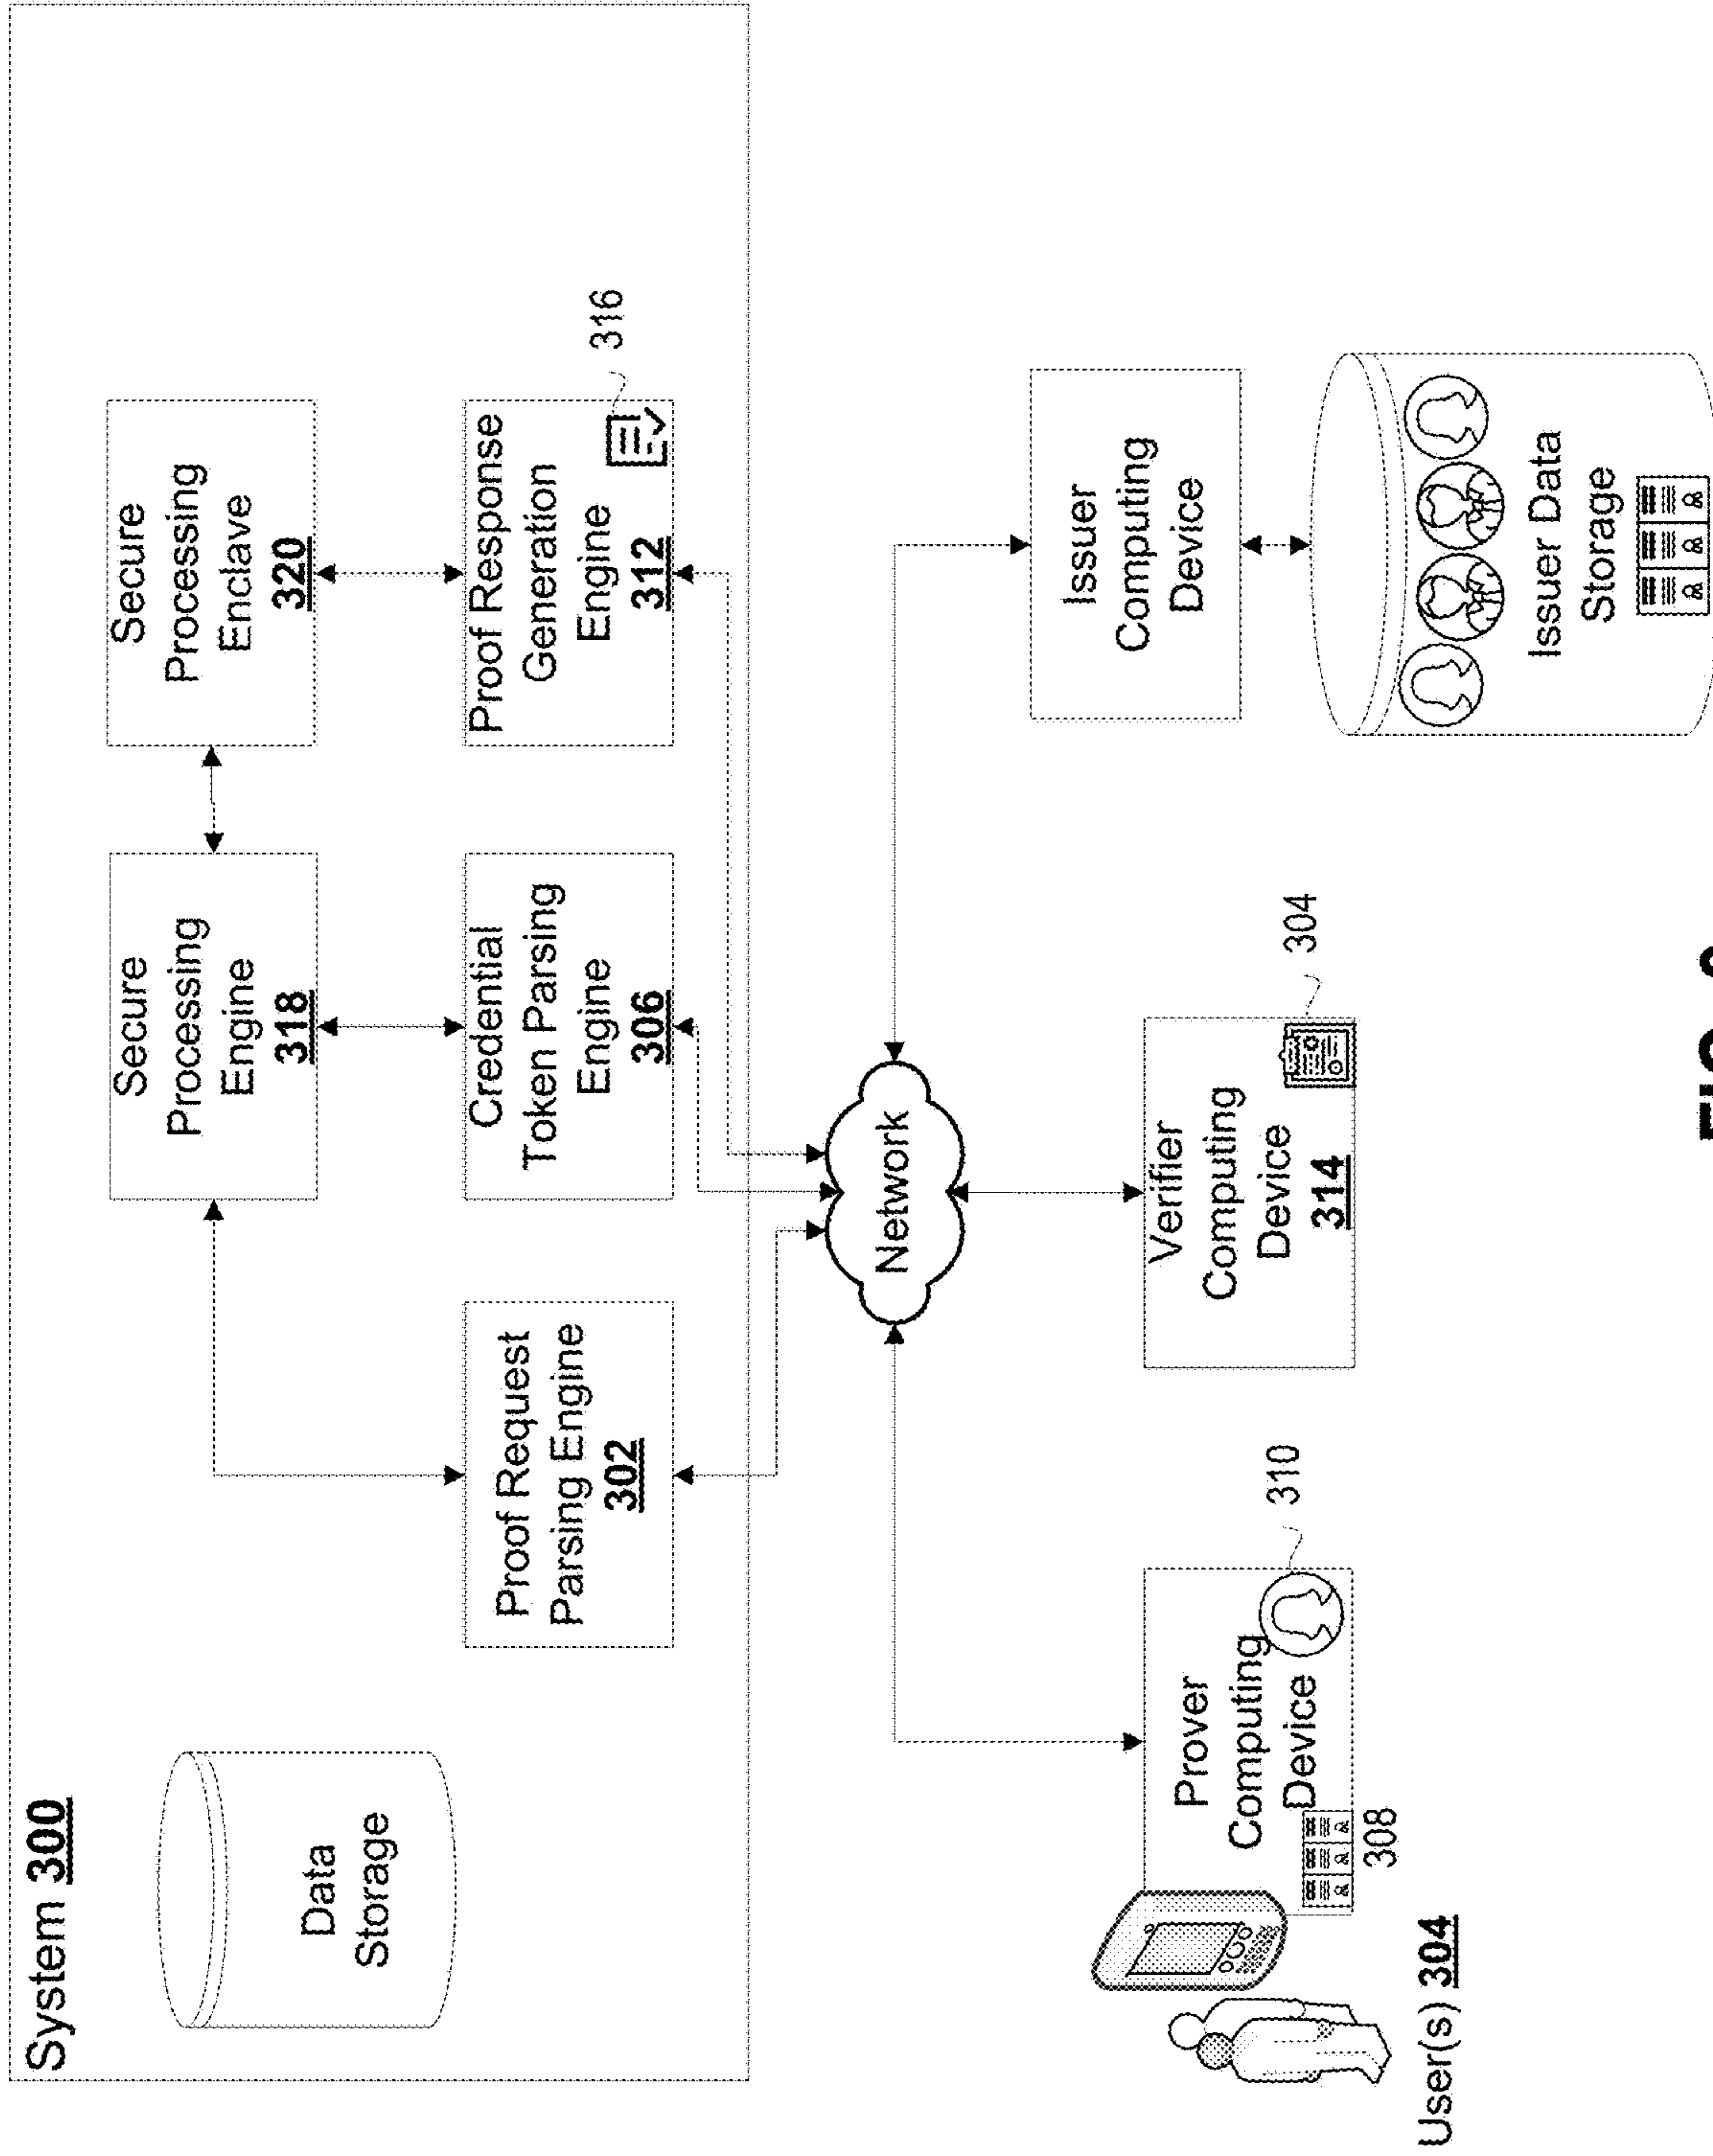 System 300
Data
Storage
Secure
Processing
Engine
318
Secure
Processing
Enclave
320
Proof Request
Parsing Engine
302
Credential
Token Parsing
Engine
306
Proof Response
Generation
Engine
312
316
Network
Prover
Computing
Device
310
308
User(s) 304
Verifier
Computing
Device
314
304
Issuer
Computing
Device
Issuer Data
Storage